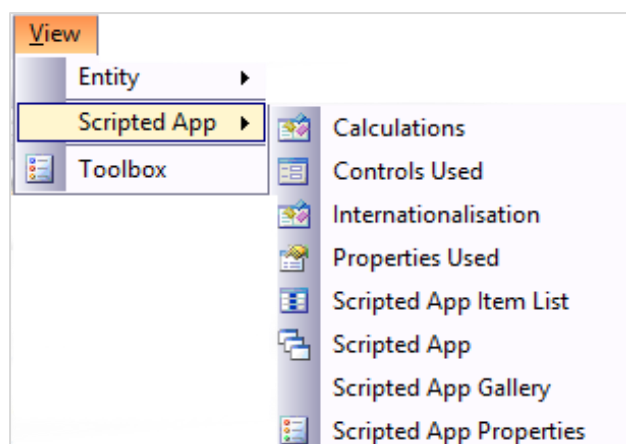 View
Entity
Scripted App
Toolbox
Calculations
Controls Used
Internationalisation
Properties Used
Scripted App Item List
Scripted App
Scripted App Gallery
Scripted App Properties